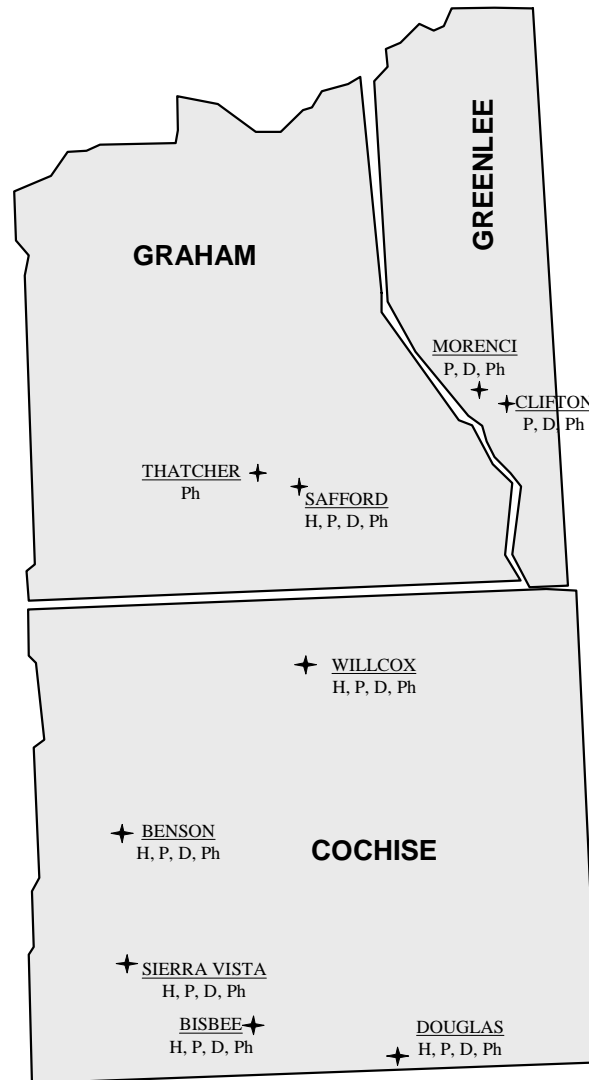 GREENLEE
GRAHAM
MORENCI
P, D, Ph
CLIFTON
P, D, Ph
THATCHER
Ph
SAFFORD
H, P, D, Ph
WILLCOX
H, P, D, Ph
BENSON
H, P, D, Ph
COCHISE
SIERRA VISTA
H, P, D, Ph
BISBEE
H, P, D, Ph
DOUGLAS
H, P, D, Ph